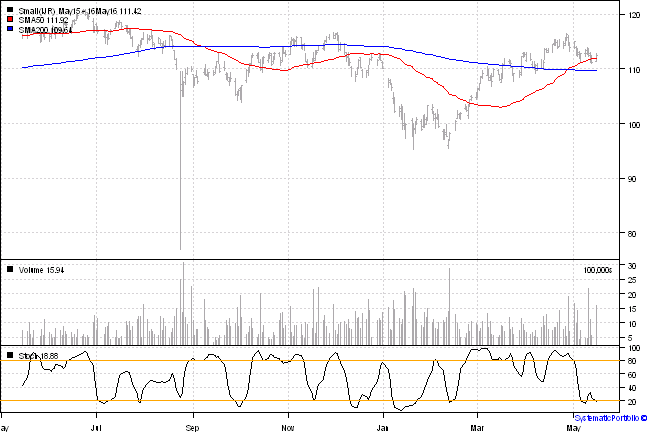 Small(IJR) May15 - 16May16 111.42
SMA50 111.92
SMA200 109.64
120
110
100
90
80
Volume 15.94
100,000s
30
25
20
15
10
5
Stoch 18.88
100
80
60
40
20
ay
Jul
Sep
Nov
Jan
Mar
May
SystematicPortfolio ©